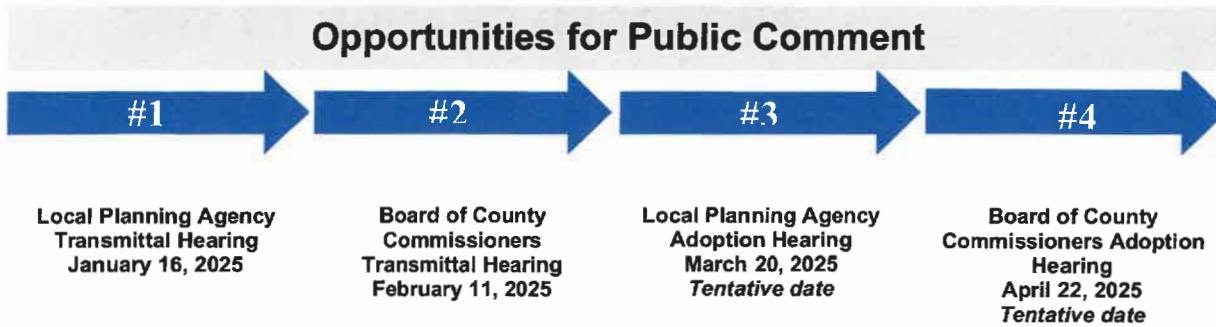 Opportunities for Public Comment
#1
#2
#3
#4
Local Planning Agency
Transmittal Hearing
January 16, 2025
Board of County
Commissioners
Transmittal Hearing
February 11, 2025
Local Planning Agency
Adoption Hearing
March 20, 2025
Tentative date
Board of County
Commissioners Adoption
Hearing
April 22, 2025
Tentative date